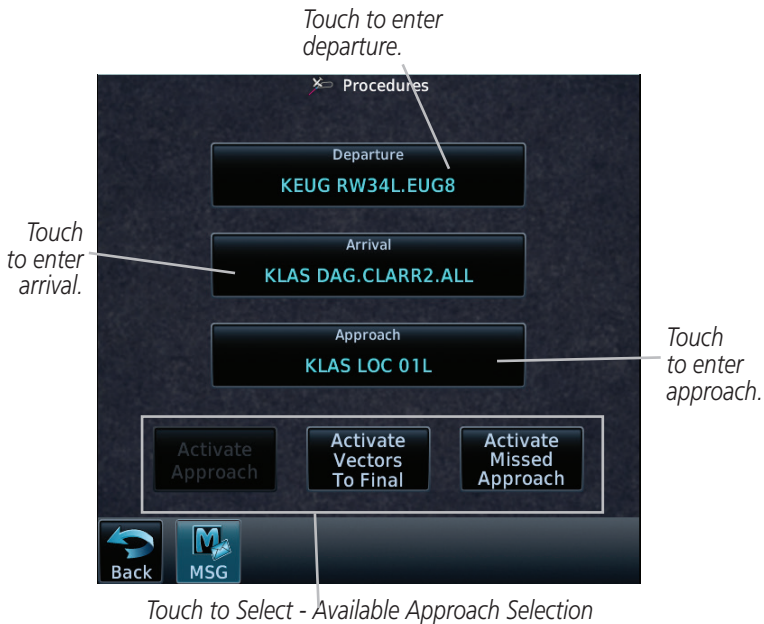 Touch to enter
departure.
Procedures
Departure
KEUG RW34L.EUG8
Touch
to enter
arrival.
Arrival
KLAS DAG.CLARR2.ALL
Approach
KLAS LOC 01L
Touch
to enter
approach.
Activate
Approach
Activate
Vectors
To Final
Activate
Missed
Approach
Back
MSG
Touch to Select - Available Approach Selection